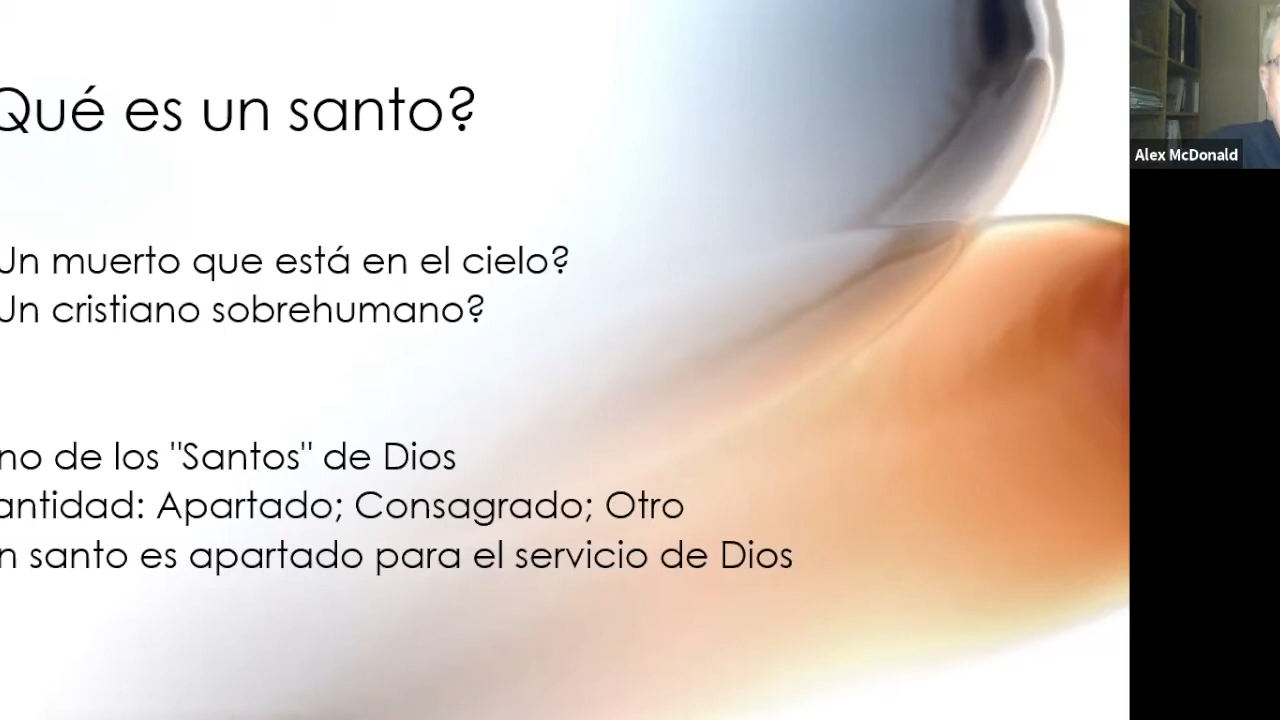 Qué es un santo?
Un muerto que está en el cielo?
Un cristiano sobrehumano?
no de los "Santos" de Dios
antidad: Apartado; Consagrado; Otro
n santo es apartado para el servicio de Dios
Alex McDonald